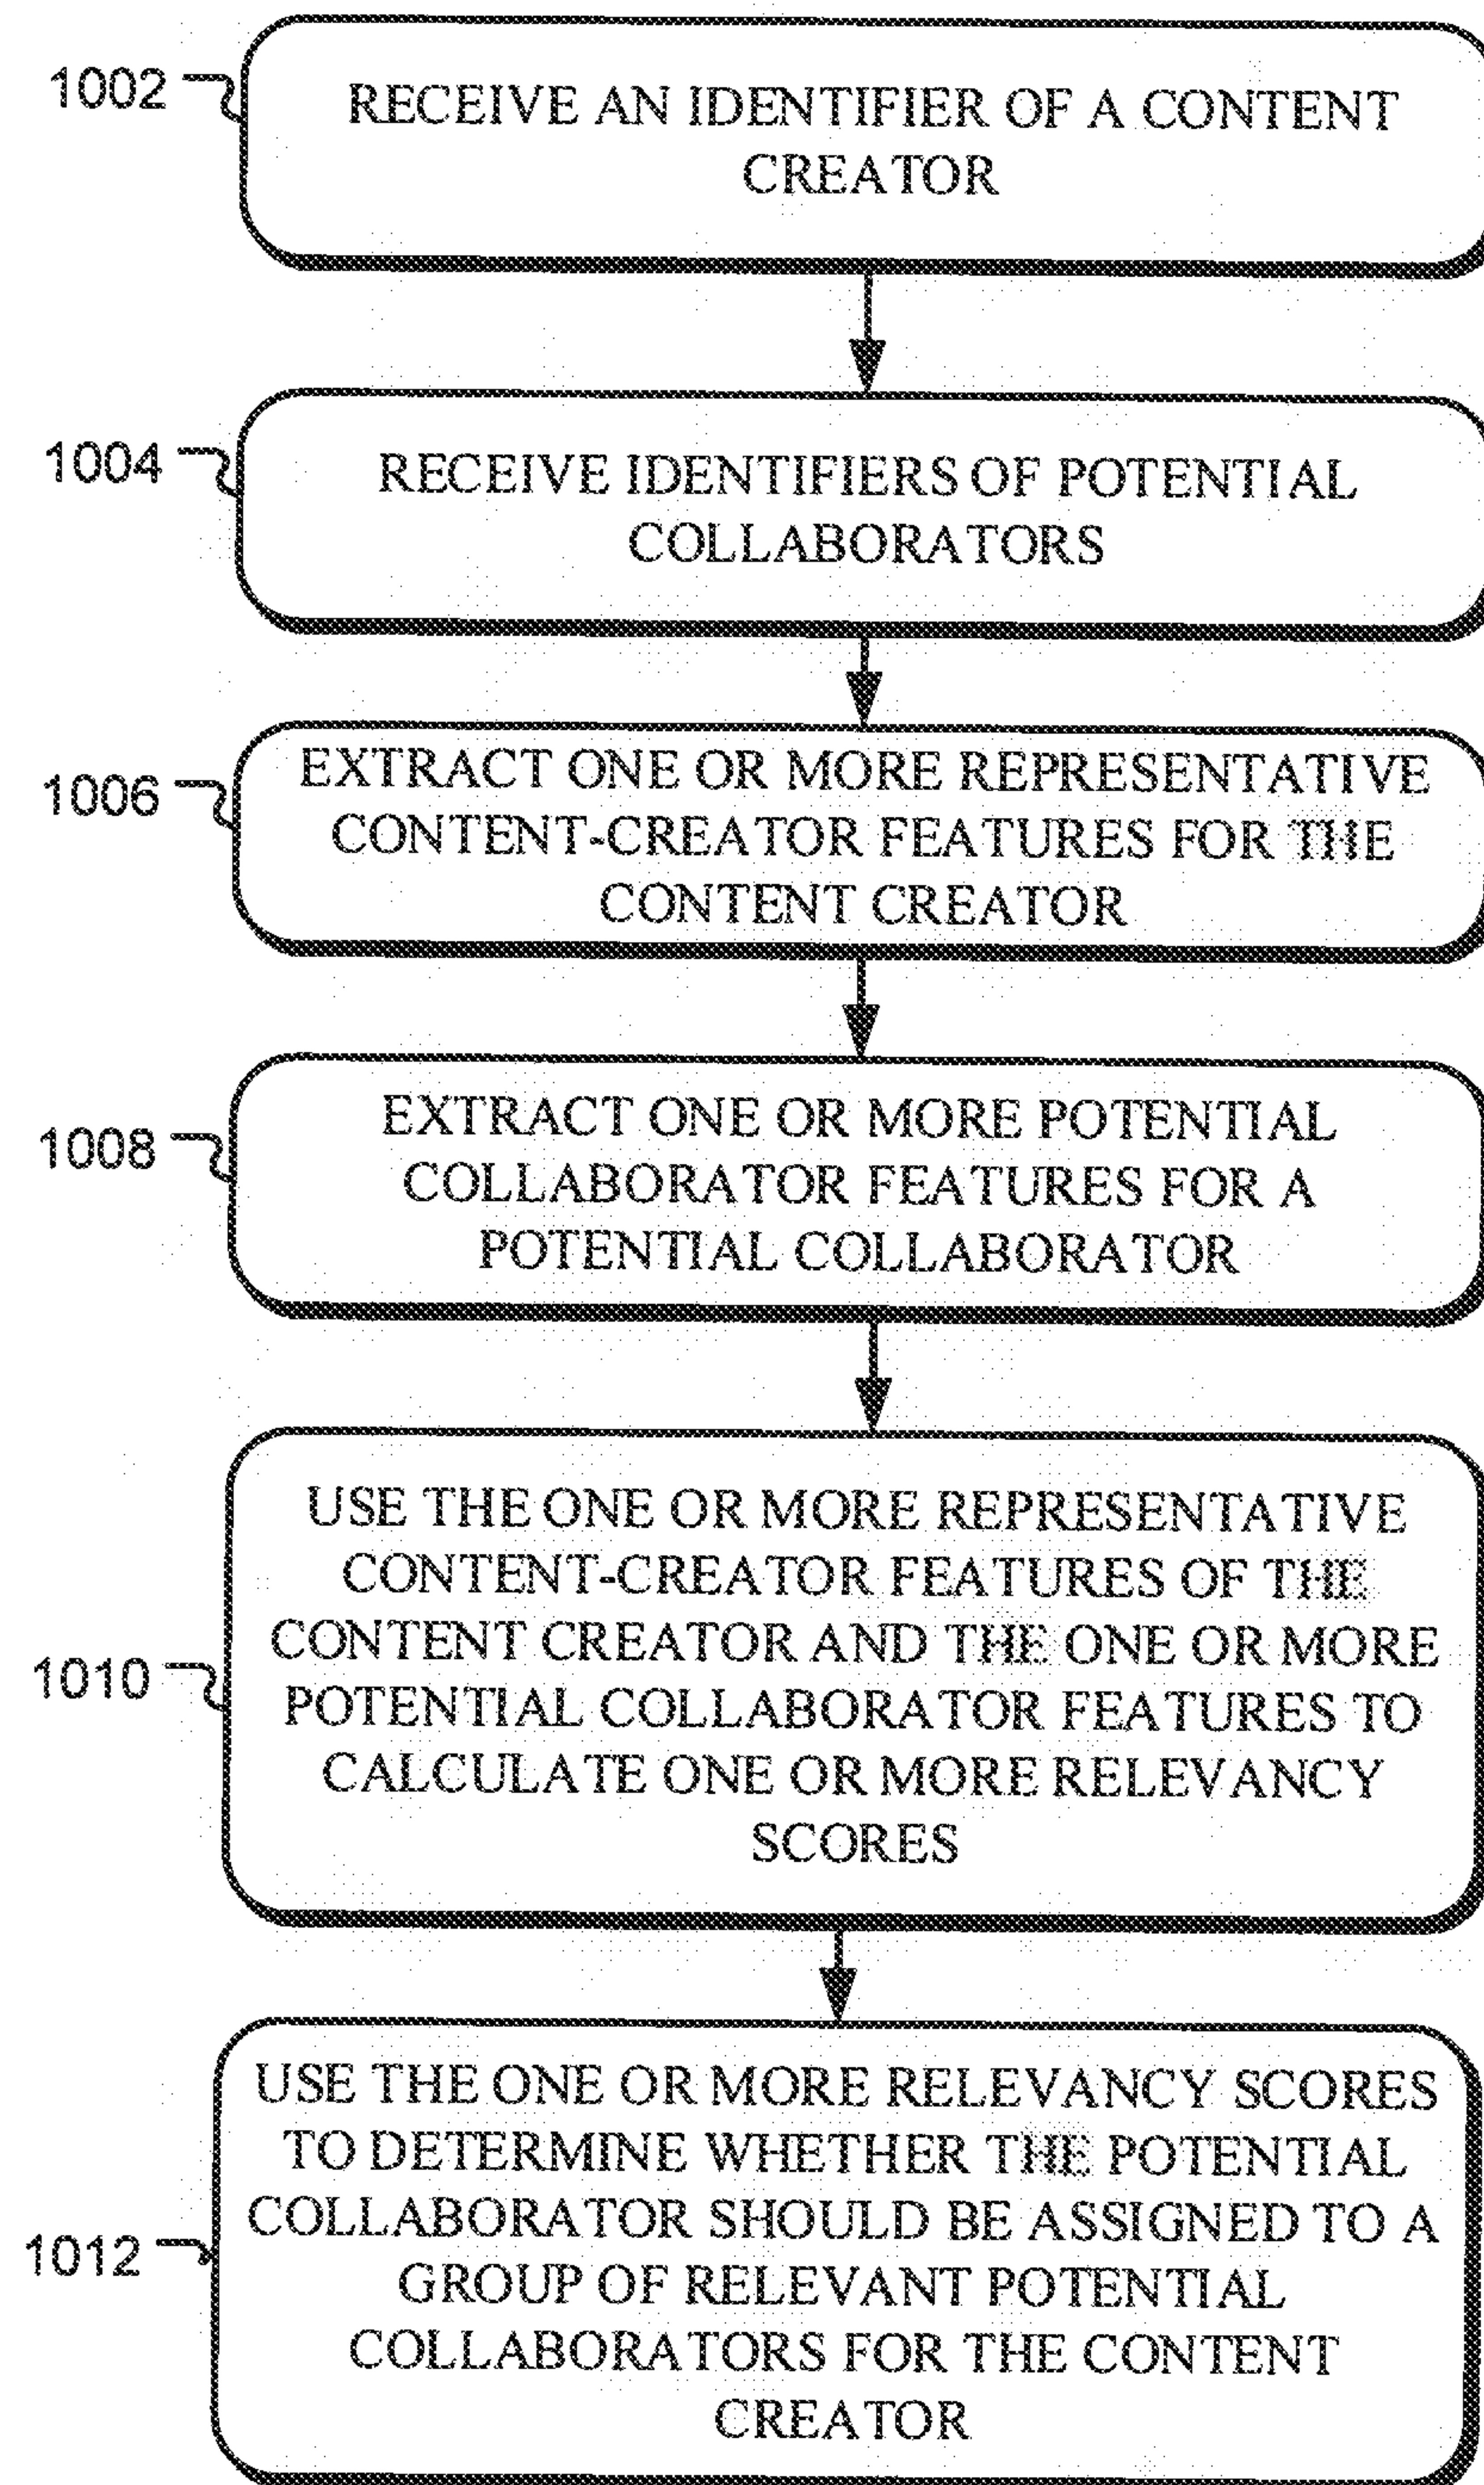 1002
RECEIVE AN IDENTIFIER OF A CONTENT
CREATOR
1004
RECEIVE IDENTIFIERS OF POTENTIAL
COLLABORATORS
1006
EXTRACT ONE OR MORE REPRESENTATIVE
CONTENT-CREATOR FEATURES FOR THE
CONTENT CREATOR
1008
EXTRACT ONE OR MORE POTENTIAL
COLLABORATOR FEATURES FOR A
POTENTIAL COLLABORATOR
1010
USE THE ONE OR MORE REPRESENTATIVE
CONTENT-CREATOR FEATURES OF THE
CONTENT CREATOR AND THE ONE OR MORE
POTENTIAL COLLABORATOR FEATURES TO
CALCULATE ONE OR MORE RELEVANCY
SCORES
1012
USE THE ONE OR MORE RELEVANCY SCORES
TO DETERMINE WHETHER THE POTENTIAL
COLLABORATOR SHOULD BE ASSIGNED TO A
GROUP OF RELEVANT POTENTIAL
COLLABORATORS FOR THE CONTENT
CREATOR